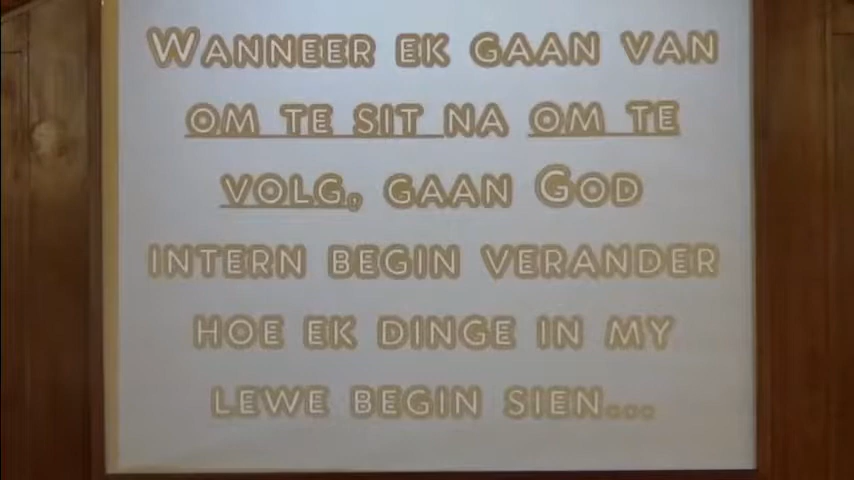 Wanneer ek gaan van
om te sit na om te
volg, gaan God
intern begin verander
hoe ek dinge in my
lewe begin sien...